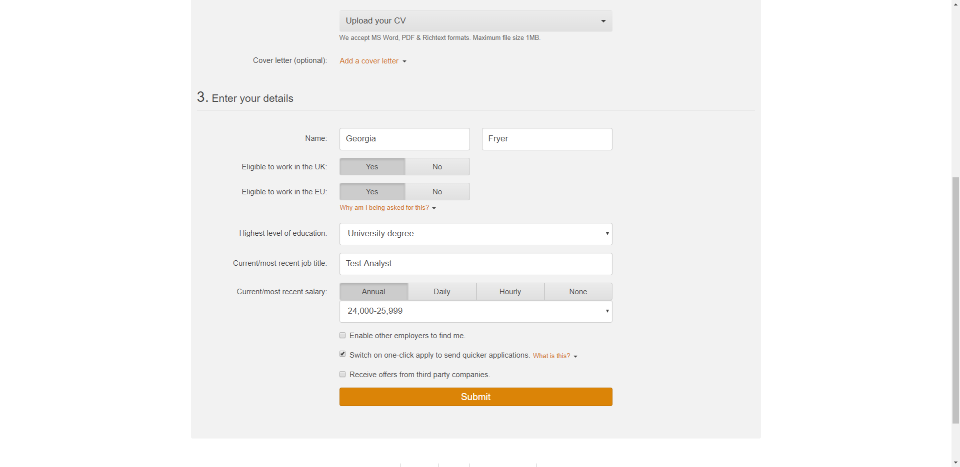 Upload your CV
We accept MS Word, PDF & Richtext formats. Maximum file size 1MB.
Cover letter (optional): Add a cover letter
3. Enter your details
Name: Georgia Fryer
Eligible to work in the UK: Yes No
Eligible to work in the EU: Yes No
Why am I being asked for this?
Highest level of education: University degree
Current/most recent job title: Test Analyst
Current/most recent salary: Annual Daily Hourly None
24,000-25,999
Enable other employers to find me.
Switch on one-click apply to send quicker applications. What is this?
Receive offers from third party companies.
Submit